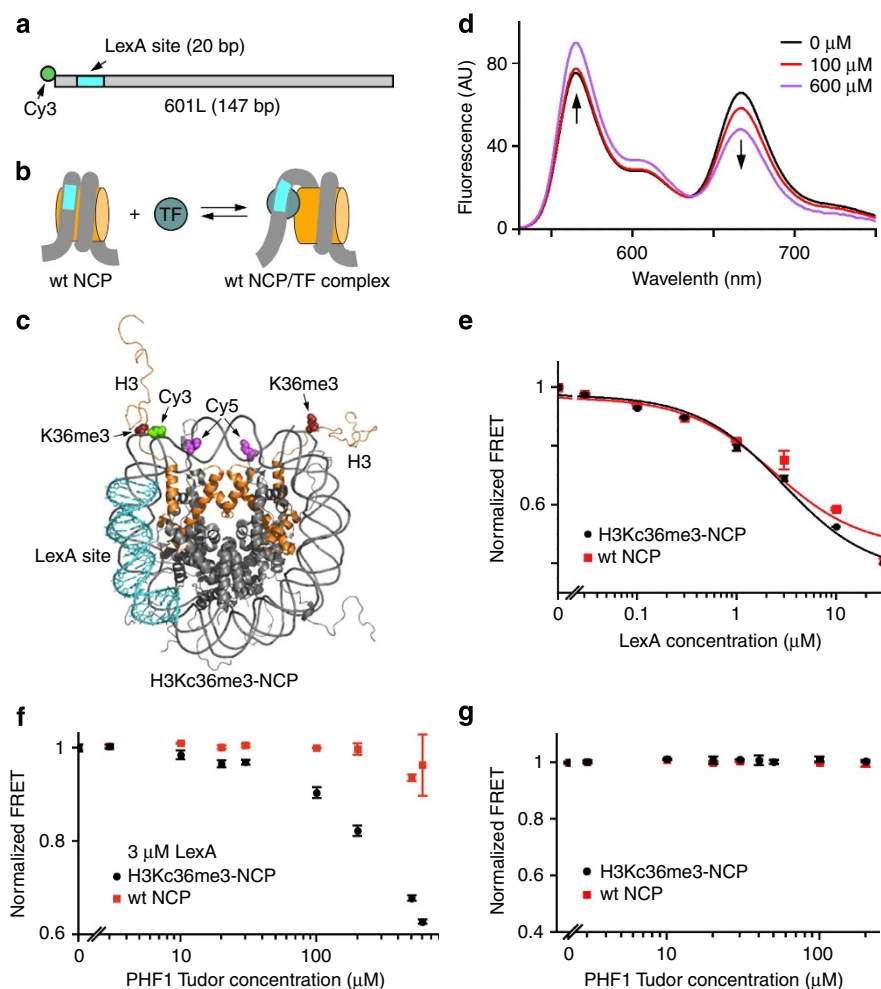 a
LexA site (20 bp)
Cy3
601L (147 bp)
b
+
TF
wt NCP
wt NCP/TF complex
c
H3
Cy3
K36me3
Cy5
K36me3
H3
LexA site
H3Kc36me3-NCP
d
0 μM
100 μM
600 μM
80
40
0
600
700
Fluorescence (AU)
Wavelenth (nm)
e
1
0.6
Normalized FRET
H3Kc36me3-NCP
wt NCP
0
0.1
1
10
LexA concentration (μM)
f
1
0.8
0.6
Normalized FRET
3 μM LexA
H3Kc36me3-NCP
wt NCP
0
10
100
PHF1 Tudor concentration (μM)
g
1
0.8
0.6
0.4
Normalized FRET
H3Kc36me3-NCP
wt NCP
0
10
100
PHF1 Tudor concentration (μM)